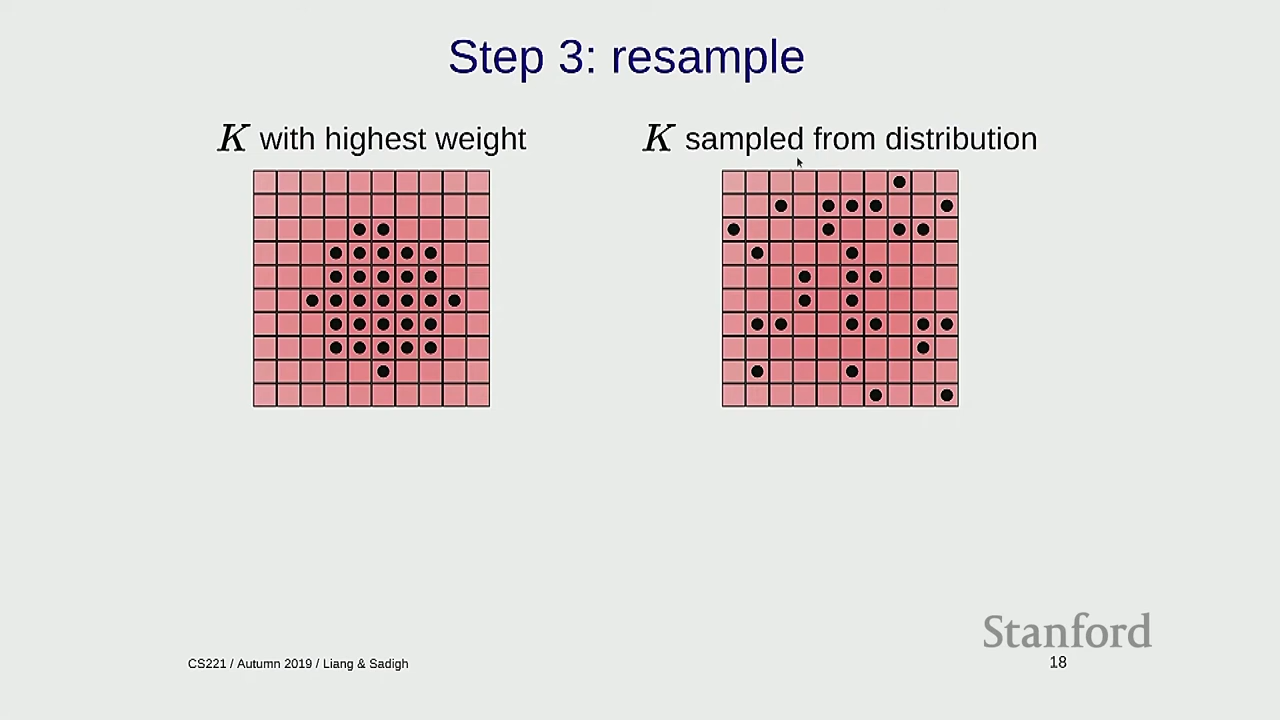 Step 3: resample
K with highest weight
K sampled from distribution
Stanford
CS221 / Autumn 2019 / Liang & Sadigh
18